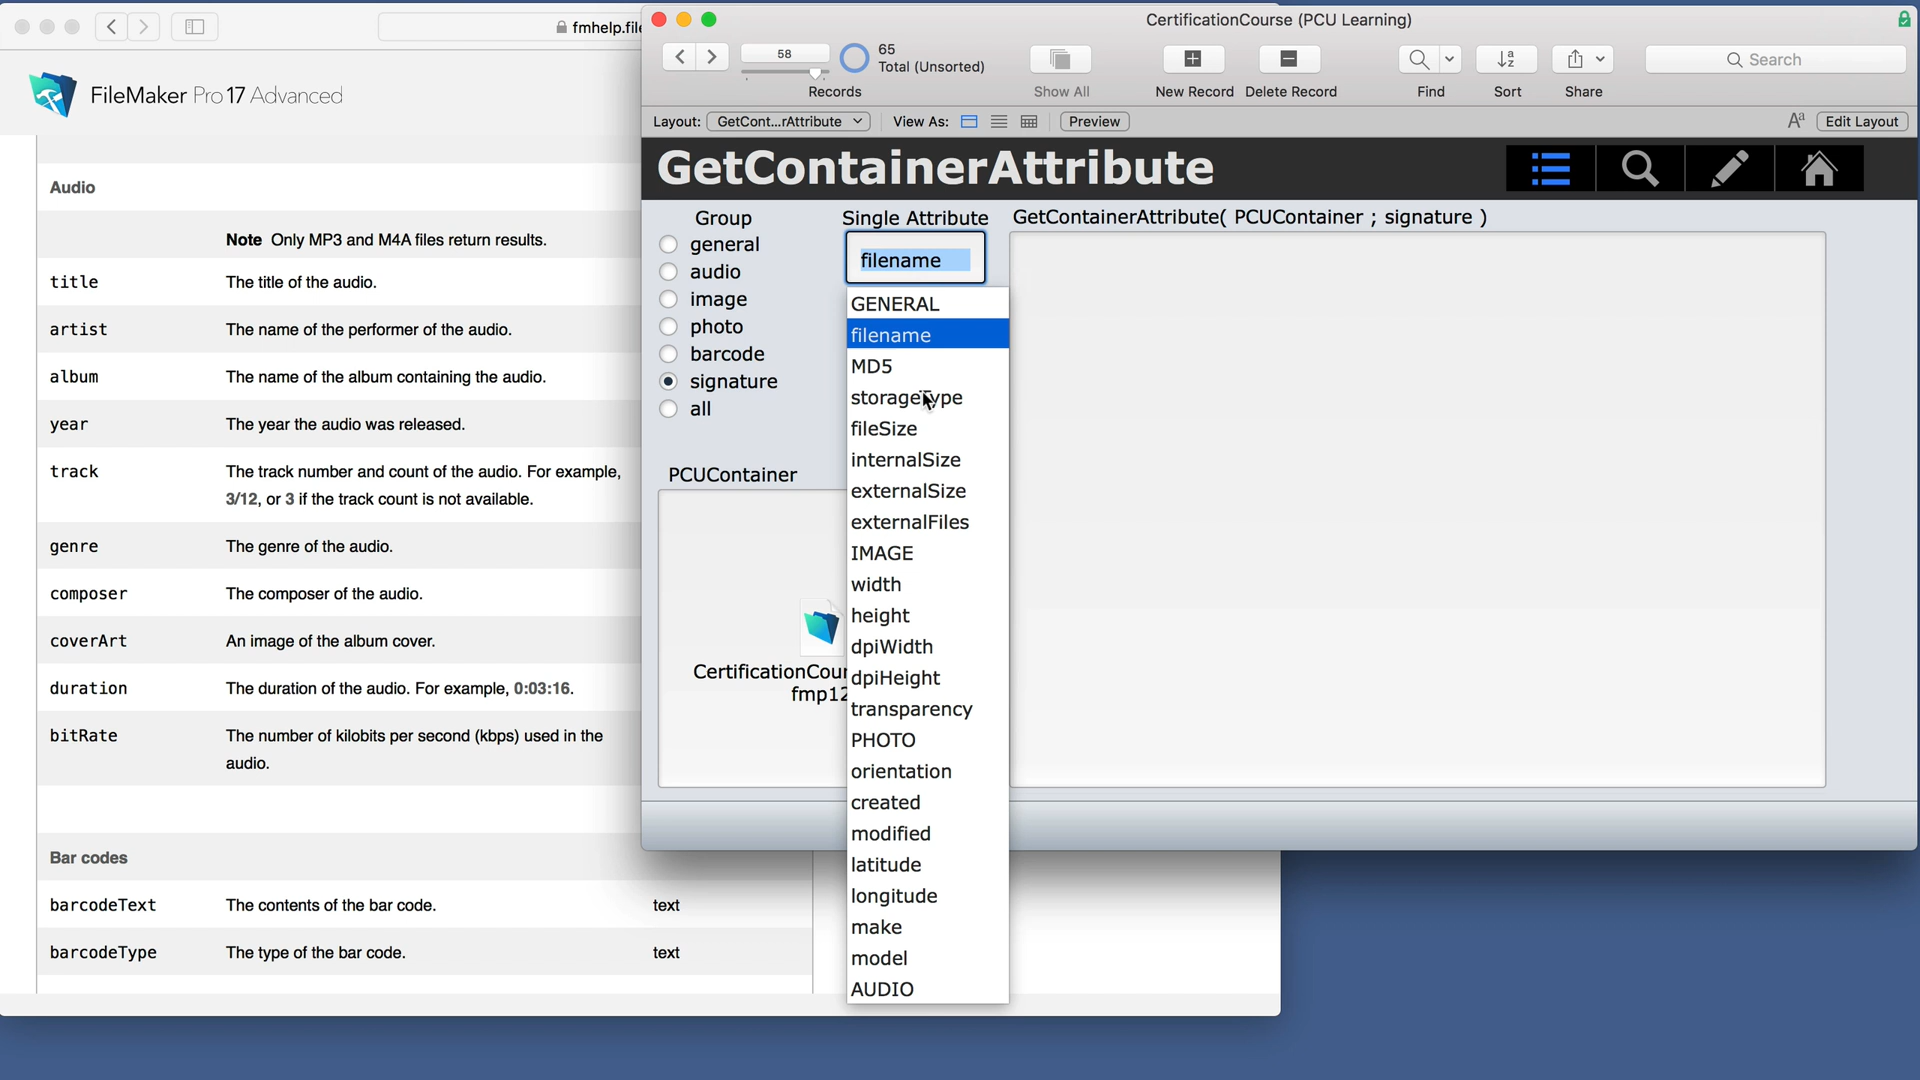 fmhelp.file
FileMaker Pro 17 Advanced
Audio
Note Only MP3 and M4A files return results.
title The title of the audio.
artist The name of the performer of the audio.
album The name of the album containing the audio.
year The year the audio was released.
track The track number and count of the audio. For example,
3/12, or 3 if the track count is not available.
genre The genre of the audio.
composer The composer of the audio.
coverArt An image of the album cover.
duration The duration of the audio. For example, 0:03:16.
bitRate The number of kilobits per second (kbps) used in the
audio.
Bar codes
barcodeText The contents of the bar code. text
barcodeType The type of the bar code. text
CertificationCourse (PCU Learning)
58
65
Total (Unsorted)
Records
Show All
New Record
Delete Record
Find
Sort
Share
Search
Layout: GetCont...rAttribute
View As:
Preview
Aa
Edit Layout
GetContainerAttribute
Group
general
audio
image
photo
barcode
signature
all
Single Attribute
filename
GENERAL
filename
MD5
storageType
fileSize
internalSize
externalSize
externalFiles
IMAGE
width
height
dpiWidth
dpiHeight
transparency
PHOTO
orientation
created
modified
latitude
longitude
make
model
AUDIO
GetContainerAttribute( PCUContainer ; signature )
PCUContainer
CertificationCour
fmp12